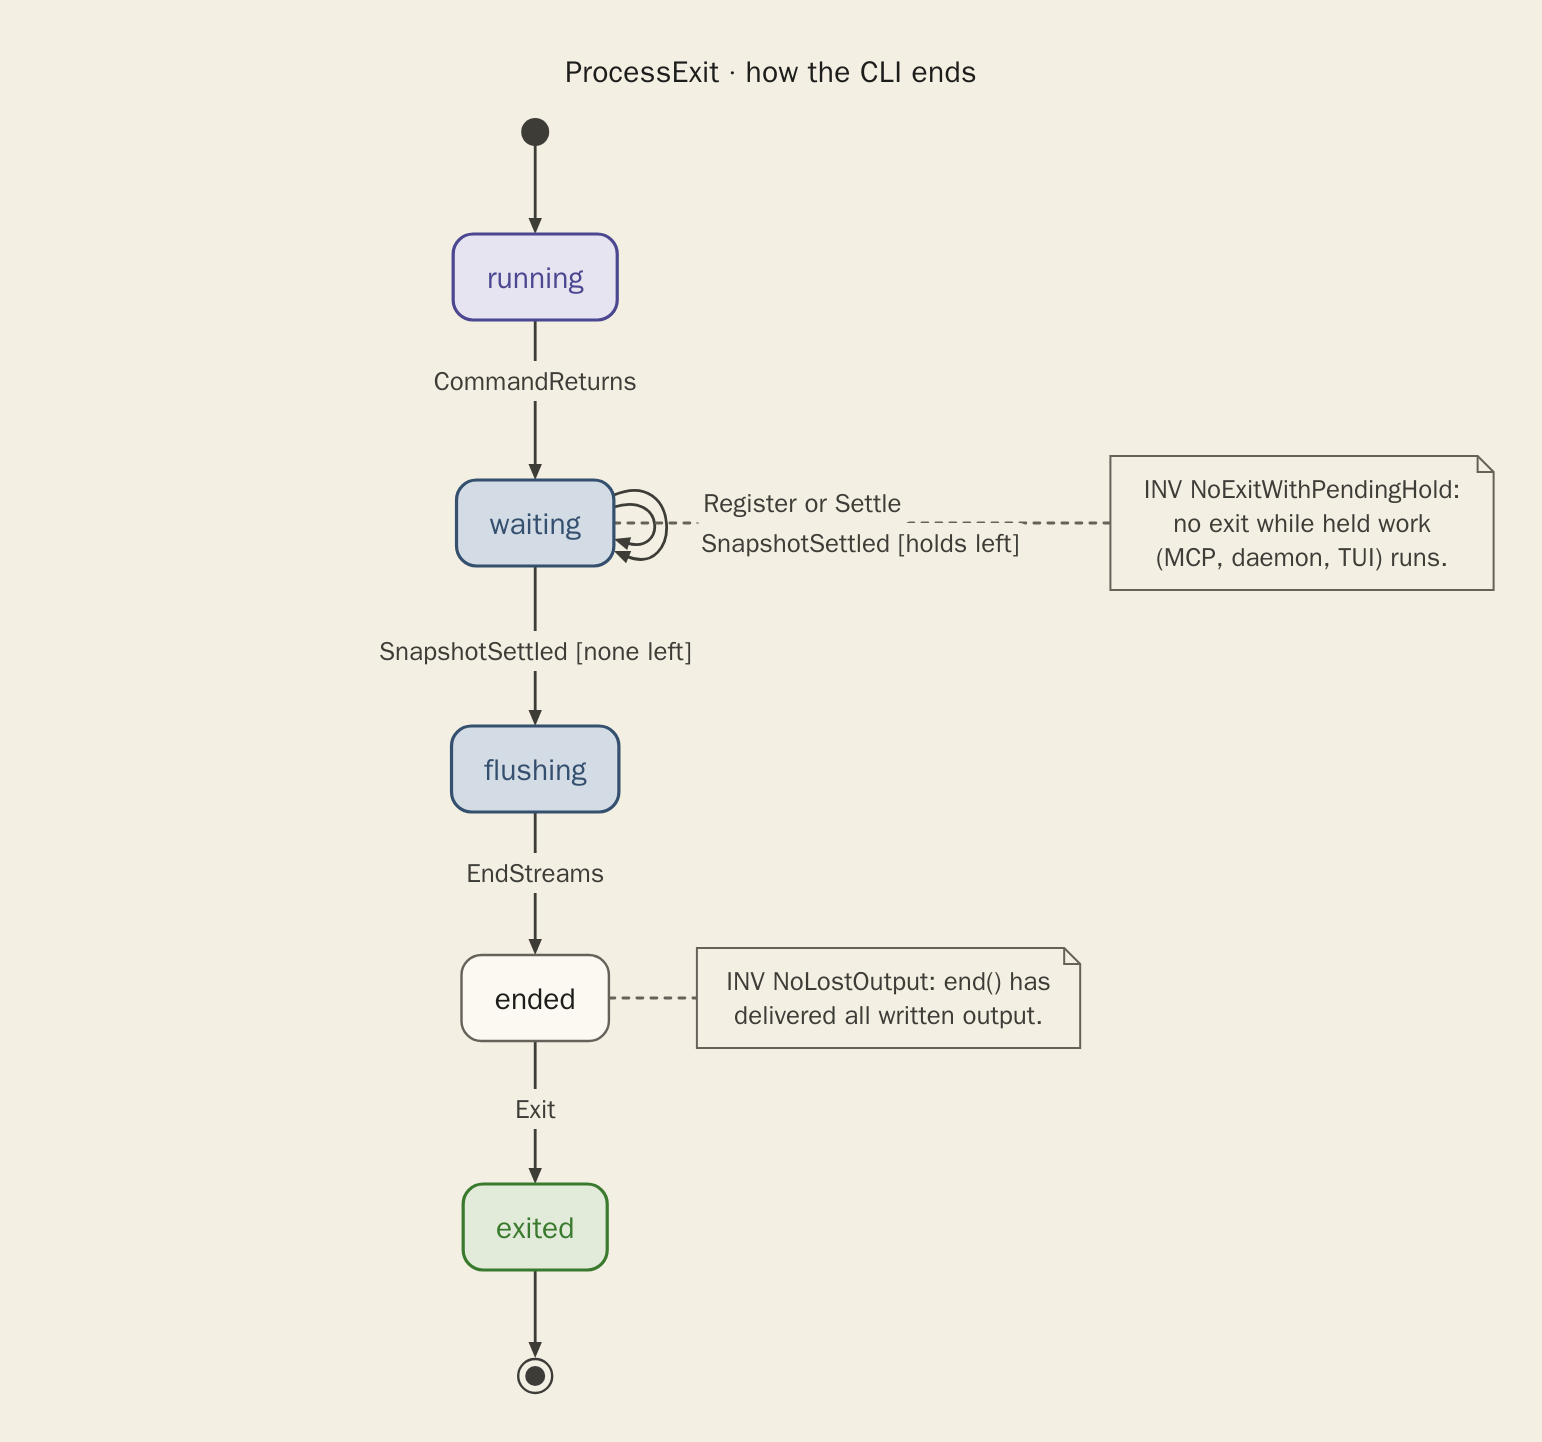 ProcessExit · how the CLI ends
running
CommandReturns
waiting
Register or Settle
SnapshotSettled [holds left]
INV NoExitWithPendingHold:
no exit while held work
(MCP, daemon, TUI) runs.
SnapshotSettled [none left]
flushing
EndStreams
ended
INV NoLostOutput: end() has
delivered all written output.
Exit
exited